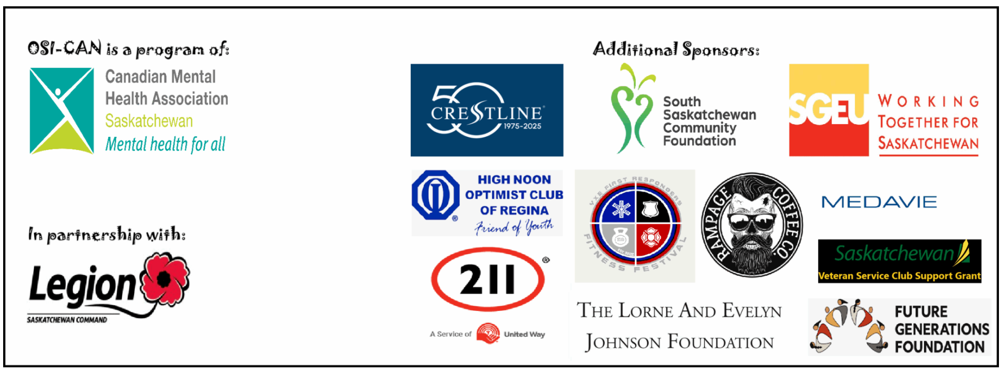 OSI-CAN is a program of:
Canadian Mental
Health Association
Saskatchewan
Mental health for all
In partnership with:
Legion
SASKATCHEWAN COMMAND
Additional Sponsors:
50
CRESTLINE
1975-2025
South
Saskatchewan
Community
Foundation
SGEU
WORKING
TOGETHER FOR
SASKATCHEWAN
HIGH NOON
OPTIMIST CLUB
OF REGINA
Friend of Youth
®
YXE FIRST RESPONDERS
FITNESS FESTIVAL
RAMPAGE
COFFEE CO.
MEDAVIE
Saskatchewan
Veteran Service Club Support Grant
211
®
A Service of United Way
THE LORNE AND EVELYN
JOHNSON FOUNDATION
FUTURE
GENERATIONS
FOUNDATION